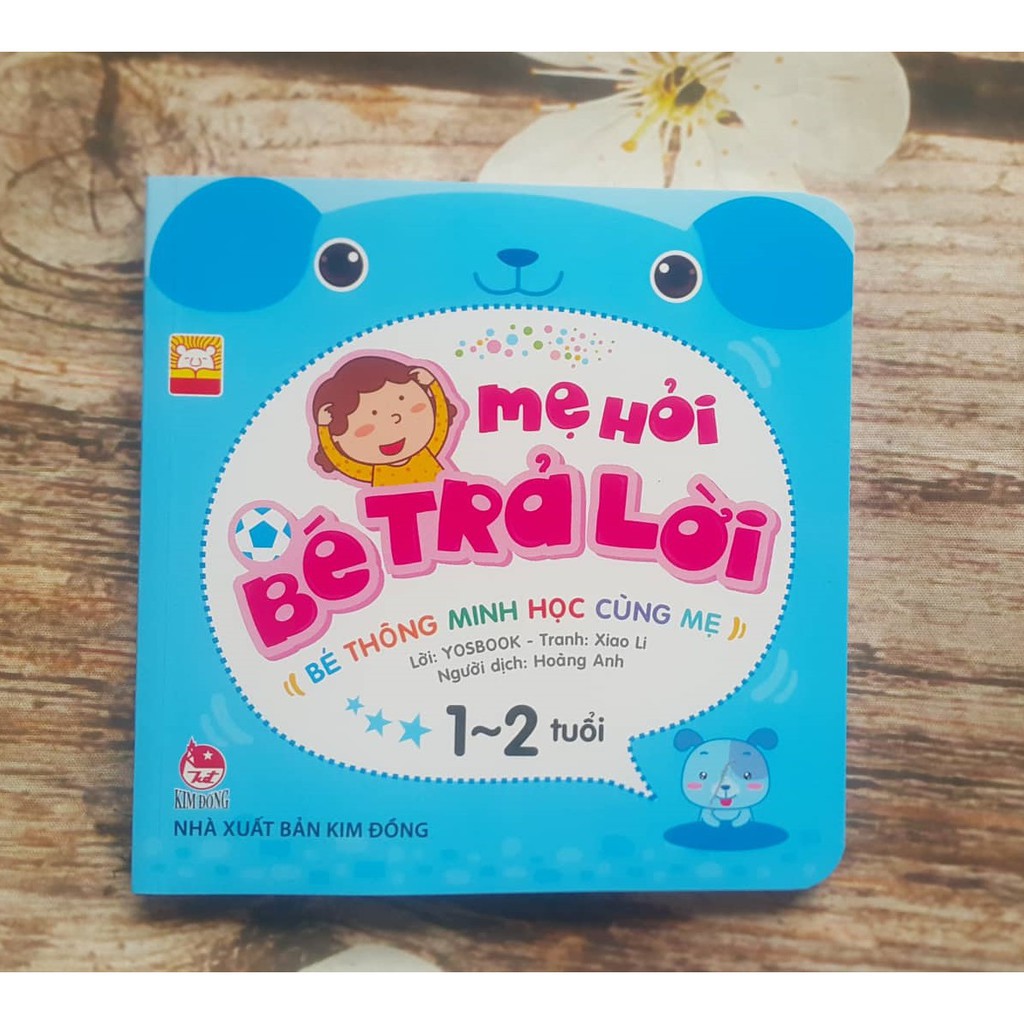 Mẹ Hỏi
Bé Trả Lời
BÉ THÔNG MINH HỌC CÙNG MẸ
Lời: YOSBOOK - Tranh: Xiao Li
Người dịch: Hoàng Anh
1~2 tuổi
KIM ĐỒNG
NHÀ XUẤT BẢN KIM ĐỒNG